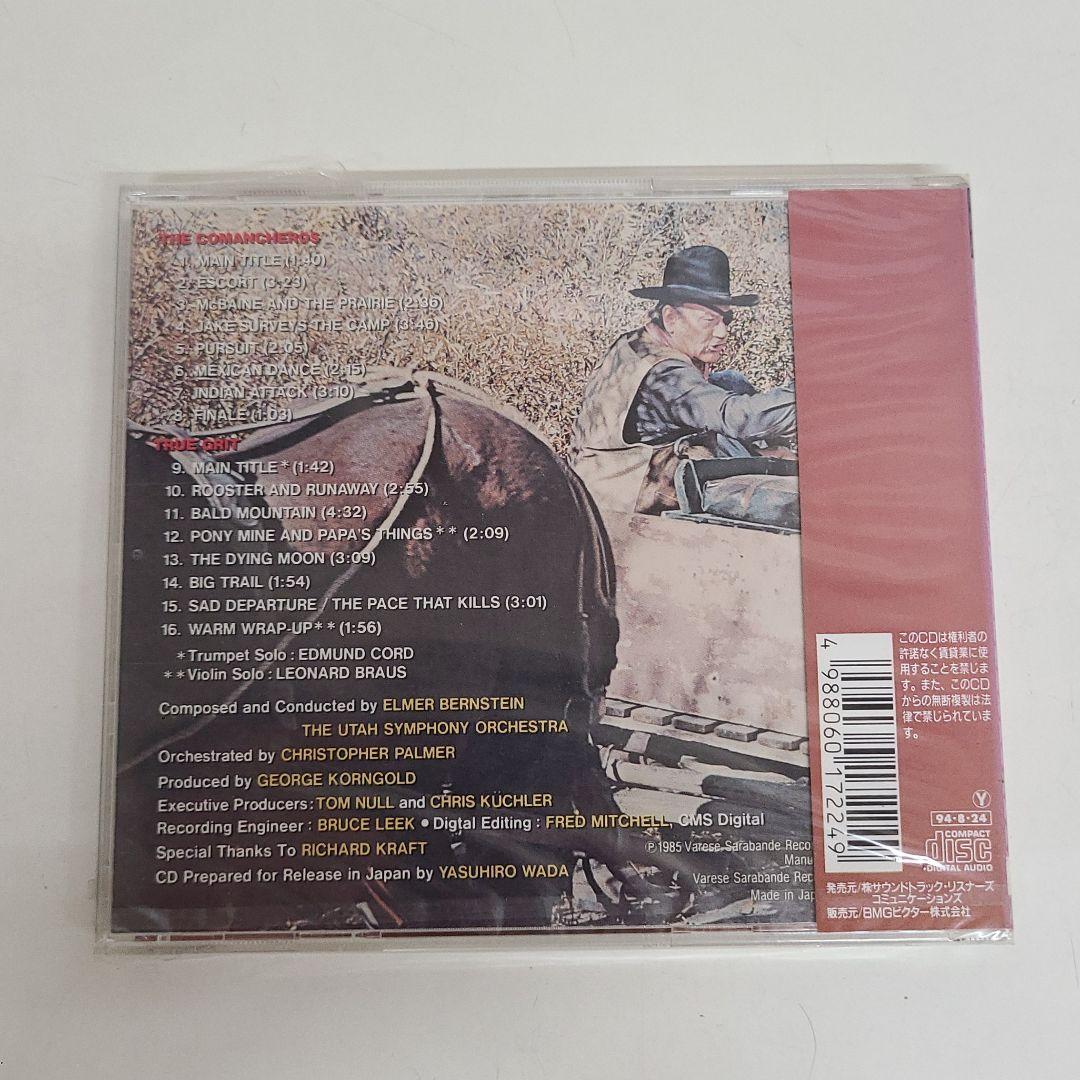 THE COMANCHEROS
1. MAIN TITLE (1:40)
2. ESCORT (3:23)
3. McBAINE AND THE PRAIRIE (2:36)
4. JAKE SURVEYS THE CAMP (3:46)
5. PURSUIT (2:05)
6. MEXICAN DANCE (2:15)
7. INDIAN ATTACK (3:10)
8. FINALE (1:03)
TRUE GRIT
9. MAIN TITLE* (1:42)
10. ROOSTER AND RUNAWAY (2:55)
11. BALD MOUNTAIN (4:32)
12. PONY MINE AND PAPA'S THINGS** (2:09)
13. THE DYING MOON (3:09)
14. BIG TRAIL (1:54)
15. SAD DEPARTURE / THE PACE THAT KILLS (3:01)
16. WARM WRAP-UP** (1:56)
*Trumpet Solo : EDMUND CORD
**Violin Solo : LEONARD BRAUS
Composed and Conducted by ELMER BERNSTEIN
THE UTAH SYMPHONY ORCHESTRA
Orchestrated by CHRISTOPHER PALMER
Produced by GEORGE KORNGOLD
Executive Producers : TOM NULL and CHRIS KÜCHLER
Recording Engineer : BRUCE LEEK ● Digtal Editing : FRED MITCHELL, CMS Digital
Special Thanks To RICHARD KRAFT
CD Prepared for Release in Japan by YASUHIRO WADA
℗1985 Varese Sarabande Reco
Manu
Varese Sarabande Rec
Made in Jap
4 988060 172249
このCDは権利者の
許諾なく賃貸業に使
用することを禁じま
す。また、このCD
からの無断複製は法
律で禁じられていま
す。
Y
94・8・24
COMPACT
disc
DIGITAL AUDIO
発売元/㈱サウンドトラック・リスナーズ
コミュニケーションズ
販売元/BMGビクター株式会社